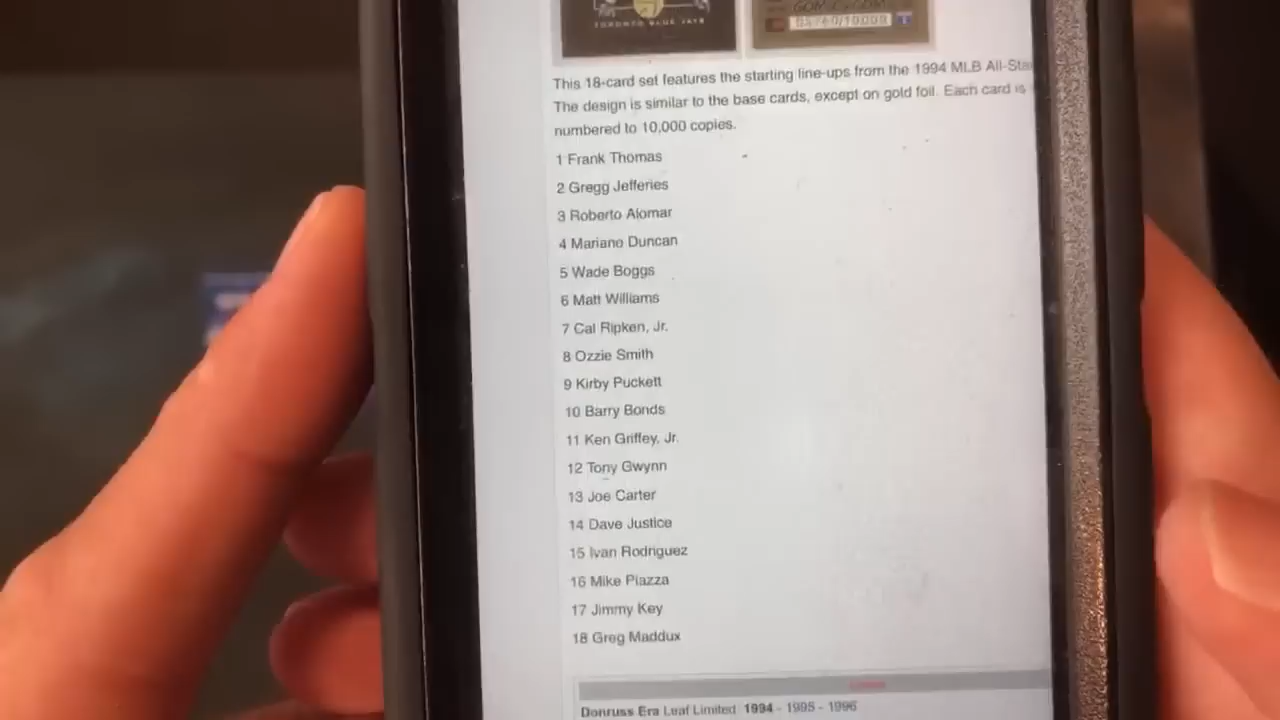 TORONTO BLUE JAYS
This 18-card set features the starting line-ups from the 1994 MLB All-Sta
The design is similar to the base cards, except on gold foil. Each card is
numbered to 10,000 copies.
1 Frank Thomas
2 Gregg Jefferies
3 Roberto Alomar
4 Mariano Duncan
5 Wade Boggs
6 Matt Williams
7 Cal Ripken, Jr.
8 Ozzie Smith
9 Kirby Puckett
10 Barry Bonds
11 Ken Griffey, Jr.
12 Tony Gwynn
13 Joe Carter
14 Dave Justice
15 Ivan Rodriguez
16 Mike Piazza
17 Jimmy Key
18 Greg Maddux
Donruss Era Leaf Limited 1994 - 1995 - 1996